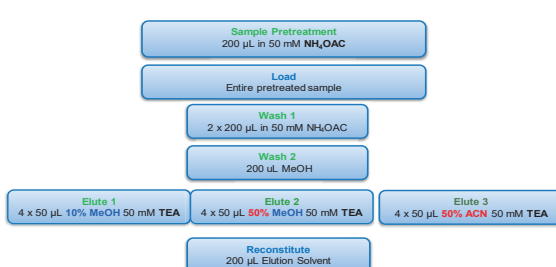 Sample Pretreatment
200 µL in 50 mM NH₄OAC
Load
Entire pretreated sample
Wash 1
2 x 200 µL in 50 mM NH₄OAC
Wash 2
200 uL MeOH
Elute 1
4 x 50 µL 10% MeOH 50 mM TEA
Elute 2
4 x 50 µL 50% MeOH 50 mM TEA
Elute 3
4 x 50 µL 50% ACN 50 mM TEA
Reconstitute
200 µL Elution Solvent